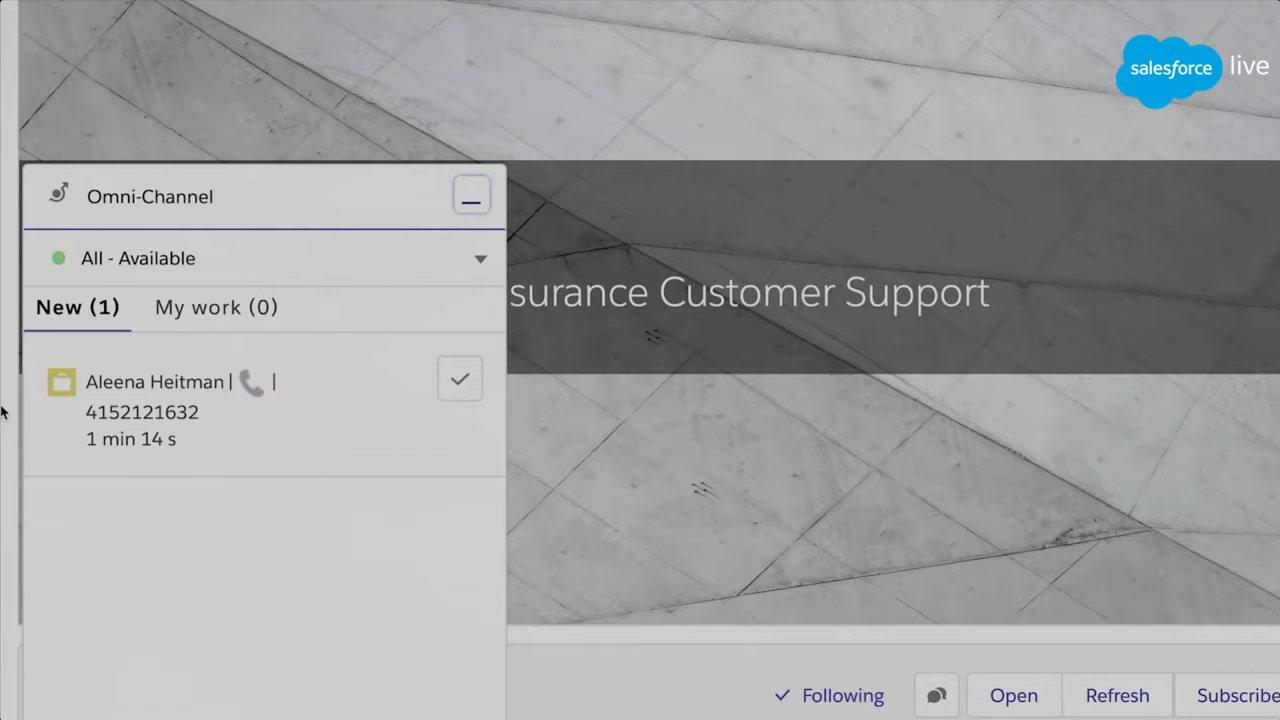 salesforce live
Omni-Channel
All - Available
surance Customer Support
New (1) My work (0)
Aleena Heitman | |
4152121632
1 min 14 s
Following Open Refresh Subscribe